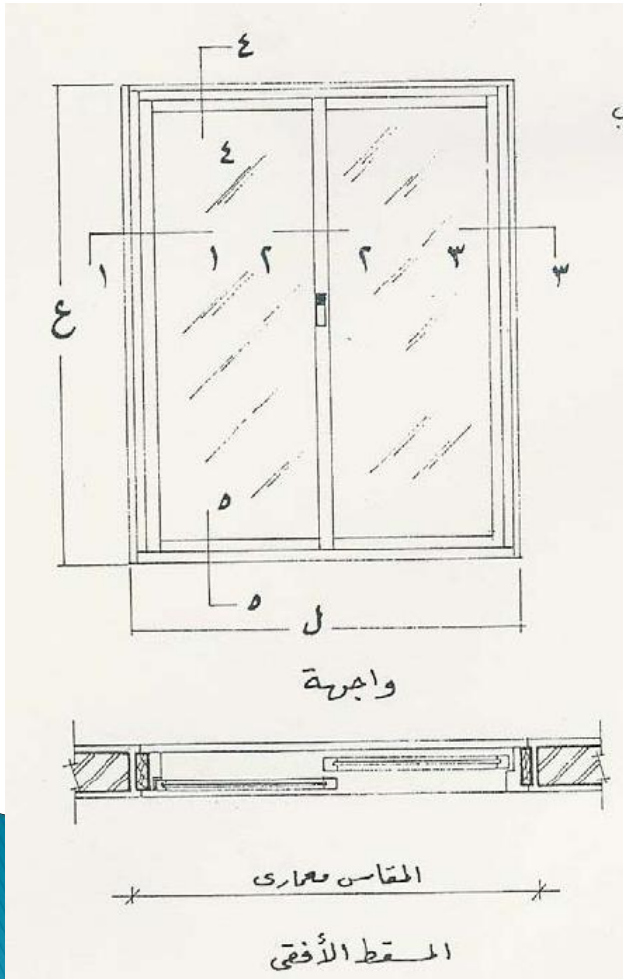 ٤
ب
٤
١ ١ ٢ ٢ ٣ ٣
ع
٥
٥
ل
واجهة
المقاس معمارى
المسقط الأفقى